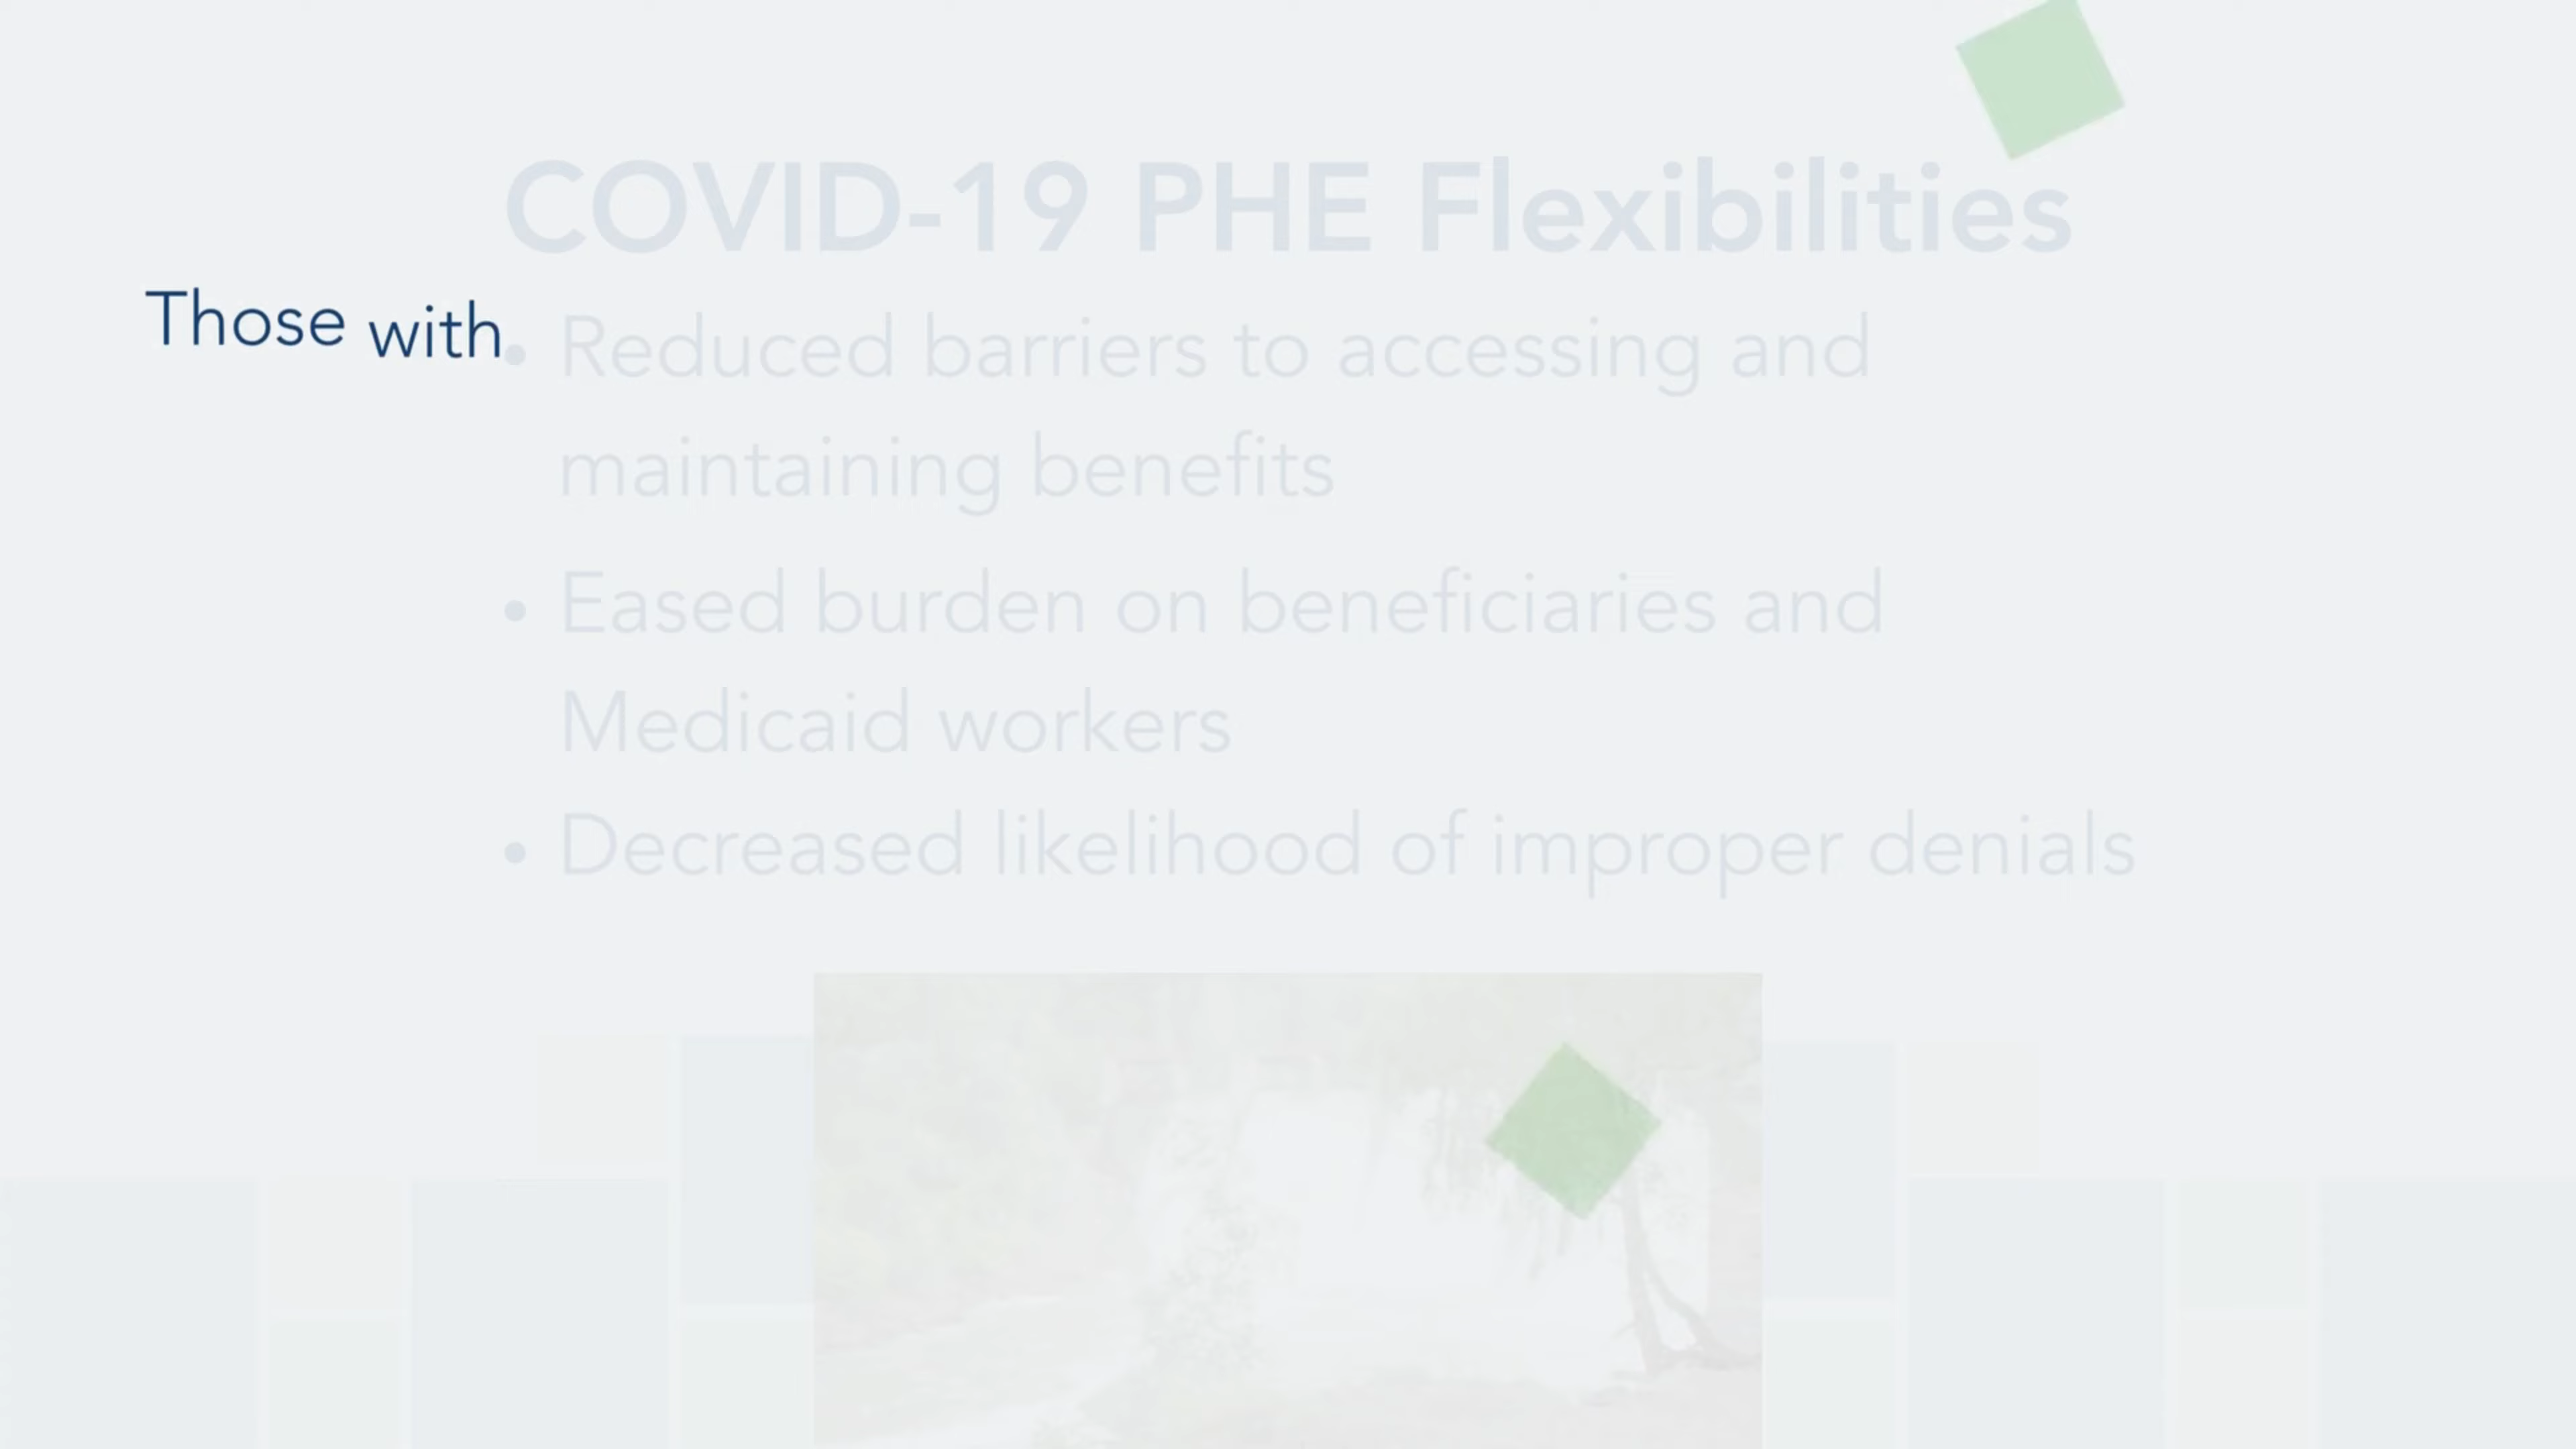 COVID-19 PHE Flexibilities
Those with
• Reduced barriers to accessing and
maintaining benefits
• Eased burden on beneficiaries and
Medicaid workers
• Decreased likelihood of improper denials